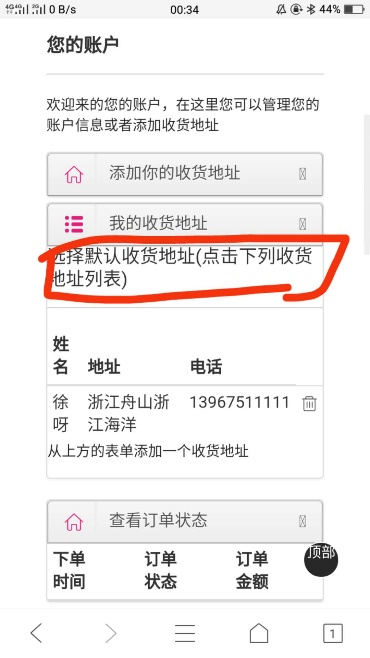 4G 4G 2G 0 B/s 00:34 44%
您的账户
欢迎来的您的账户，在这里您可以管理您的
账户信息或者添加收货地址
添加你的收货地址
我的收货地址
选择默认收货地址(点击下列收货
地址列表)
姓
名 地址 电话
徐 浙江舟山浙 13967511111
呀 江海洋
从上方的表单添加一个收货地址
查看订单状态
顶部
下单 订单 订单
时间 状态 金额
1